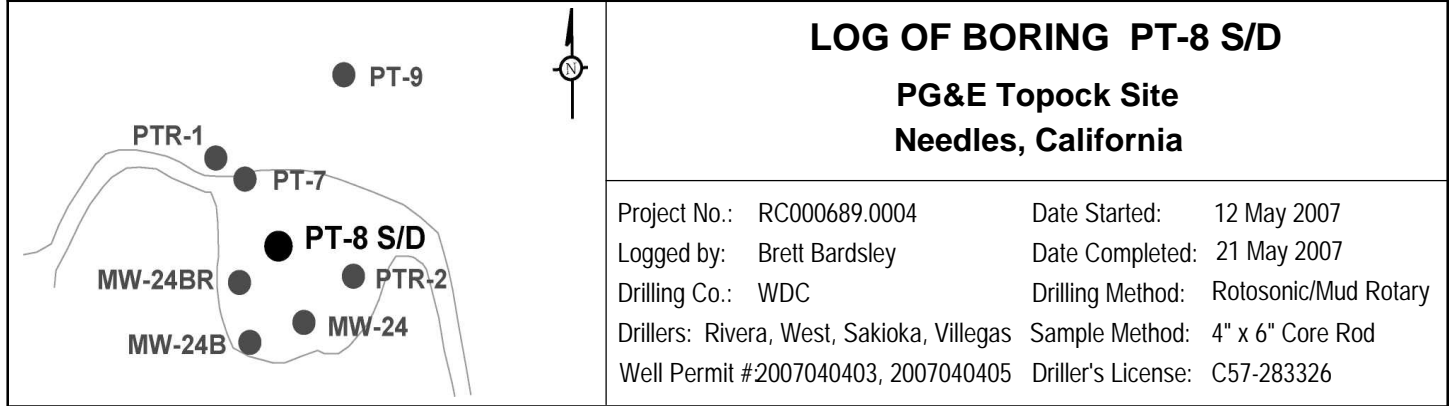 PT-9
N
PTR-1
PT-7
PT-8 S/D
MW-24BR
PTR-2
MW-24
MW-24B
LOG OF BORING PT-8 S/D
PG&E Topock Site
Needles, California
Project No.: RC000689.0004 Date Started: 12 May 2007
Logged by: Brett Bardsley Date Completed: 21 May 2007
Drilling Co.: WDC Drilling Method: Rotosonic/Mud Rotary
Drillers: Rivera, West, Sakioka, Villegas Sample Method: 4" x 6" Core Rod
Well Permit #:2007040403, 2007040405 Driller's License: C57-283326